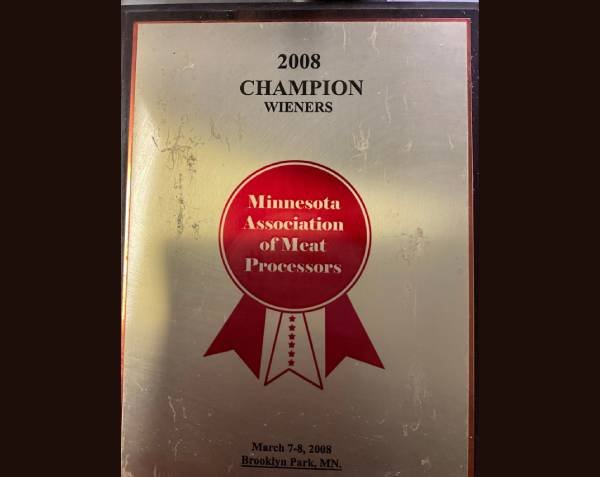 2008
CHAMPION
WIENERS
Minnesota
Association
of Meat
Processors
March 7-8, 2008
Brooklyn Park, MN.